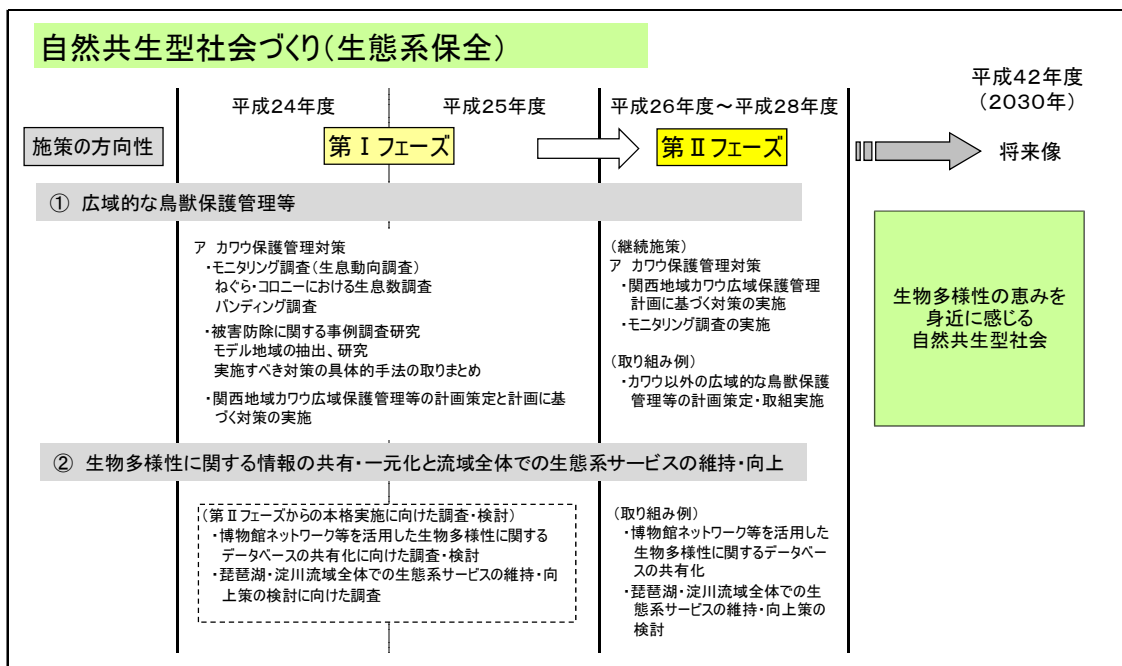 自然共生型社会づくり(生態系保全)
平成24年度
平成25年度
平成26年度～平成28年度
平成42年度
(2030年)
施策の方向性
第Ⅰフェーズ
第Ⅱフェーズ
将来像
① 広域的な鳥獣保護管理等
ア カワウ保護管理対策
・モニタリング調査(生息動向調査)
ねぐら・コロニーにおける生息数調査
バンディング調査
・被害防除に関する事例調査研究
モデル地域の抽出、研究
実施すべき対策の具体的手法の取りまとめ
・関西地域カワウ広域保護管理等の計画策定と計画に基
づく対策の実施
(継続施策)
ア カワウ保護管理対策
・関西地域カワウ広域保護管理
計画に基づく対策の実施
・モニタリング調査の実施
(取り組み例)
・カワウ以外の広域的な鳥獣保護
管理等の計画策定・取組実施
生物多様性の恵みを
身近に感じる
自然共生型社会
② 生物多様性に関する情報の共有・一元化と流域全体での生態系サービスの維持・向上
(第Ⅱフェーズからの本格実施に向けた調査・検討)
・博物館ネットワーク等を活用した生物多様性に関する
データベースの共有化に向けた調査・検討
・琵琶湖・淀川流域全体での生態系サービスの維持・向
上策の検討に向けた調査
(取り組み例)
・博物館ネットワーク等を活用した
生物多様性に関するデータベー
スの共有化
・琵琶湖・淀川流域全体での生
態系サービスの維持・向上策の
検討